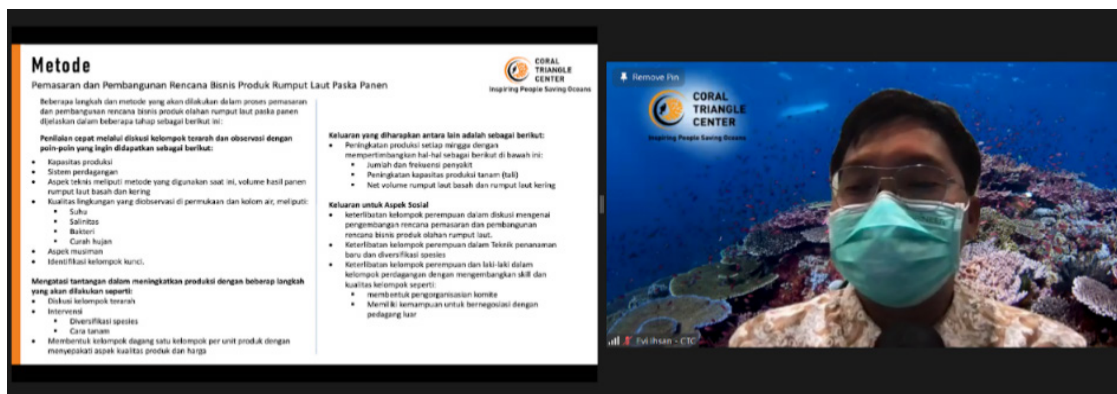 Metode
Pemasaran dan Pembangunan Rencana Bisnis Produk Rumput Laut Paska Panen
CORAL
TRIANGLE
CENTER
Inspiring People Saving Oceans
Beberapa langkah dan metode yang akan dilakukan dalam proses pemasaran
dan pembangunan rencana bisnis produk olahan rumput laut paska panen
dijelaskan dalam beberapa tahap sebagai berikut ini:
Penilaian cepat melalui diskusi kelompok terarah dan observasi dengan
poin-poin yang ingin didapatkan sebagai berikut:
• Kapasitas produksi
• Sistem perdagangan
• Aspek teknis meliputi metode yang digunakan saat ini, volume hasil panen
rumput laut basah dan kering
• Kualitas lingkungan yang diobservasi di permukaan dan kolom air, meliputi:
▪ Suhu
▪ Salinitas
▪ Bakteri
▪ Curah hujan
• Aspek musiman
• Identifikasi kelompok kunci.
Mengatasi tantangan dalam meningkatkan produksi dengan beberap langkah
yang akan dilakukan seperti:
• Diskusi kelompok terarah
• Intervensi
▪ Diversifikasi spesies
▪ Cara tanam
• Membentuk kelompok dagang satu kelompok per unit produk dengan
menyepakati aspek kualitas produk dan harga
Keluaran yang diharapkan antara lain adalah sebagai berikut:
• Peningkatan produksi setiap minggu dengan
mempertimbangkan hal-hal sebagai berikut di bawah ini:
▪ Jumlah dan frekuensi penyakit
▪ Peningkatan kapasitas produksi tanam (tali)
▪ Net volume rumput laut basah dan rumput laut kering
Keluaran untuk Aspek Sosial
• keterlibatan kelompok perempuan dalam diskusi mengenai
pengembangan rencana pemasaran dan pembangunan
rencana bisnis produk olahan rumput laut.
• Keterlibatan kelompok perempuan dalam Teknik penanaman
baru dan diversifikasi spesies
• Keterlibatan kelompok perempuan dan laki-laki dalam
kelompok perdagangan dengan mengembangkan skill dan
kualitas kelompok seperti:
▪ membentuk pengorganisasian komite
▪ Memiliki kemampuan untuk bernegosiasi dengan
pedagang luar
Remove Pin
CORAL
TRIANGLE
CENTER
Inspiring People Saving Oceans
Evi Ihsan - CTC